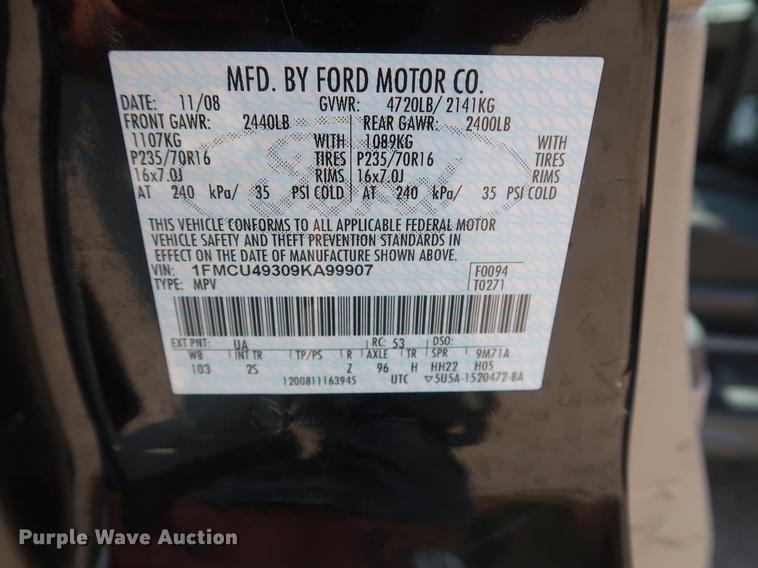 MFD. BY FORD MOTOR CO.
DATE: 11/08 GVWR: 4720LB/ 2141KG
FRONT GAWR: 2440LB REAR GAWR: 2400LB
1107KG WITH 1089KG WITH
P235/70R16 TIRES P235/70R16 TIRES
16x7.0J RIMS 16x7.0J RIMS
AT 240 kPa/ 35 PSI COLD AT 240 kPa/ 35 PSI COLD
THIS VEHICLE CONFORMS TO ALL APPLICABLE FEDERAL MOTOR
VEHICLE SAFETY AND THEFT PREVENTION STANDARDS IN
EFFECT ON THE DATE OF MANUFACTURE SHOWN ABOVE.
VIN: 1FMCU49309KA99907 F0094
TYPE: MPV T0271
EXT PNT: UA RC: 53 DSO:
WB INT TR TP/PS R AXLE TR SPR 9M71A
103 2S Z 96 H HH22 H05
1200811163945 UTC ▽5U5A-1520472-BA
Purple Wave Auction